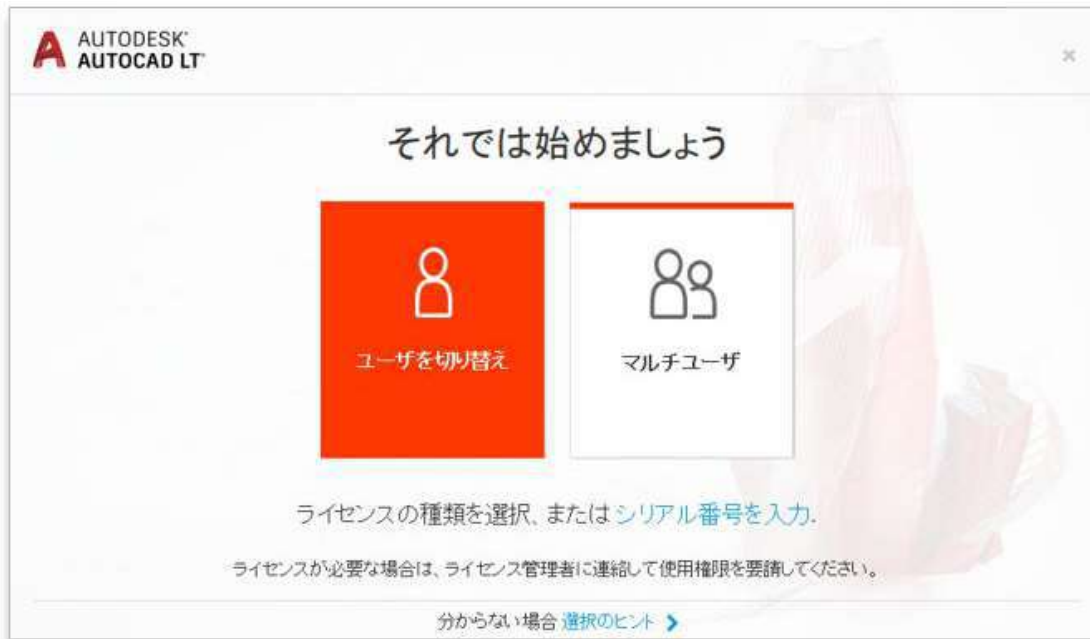 AUTODESK®
AUTOCAD LT®
それでは始めましょう
ユーザを切り替え
マルチユーザ
ライセンスの種類を選択、または シリアル番号を入力.
ライセンスが必要な場合は、ライセンス管理者に連絡して使用権限を要請してください。
分からない場合 選択のヒント